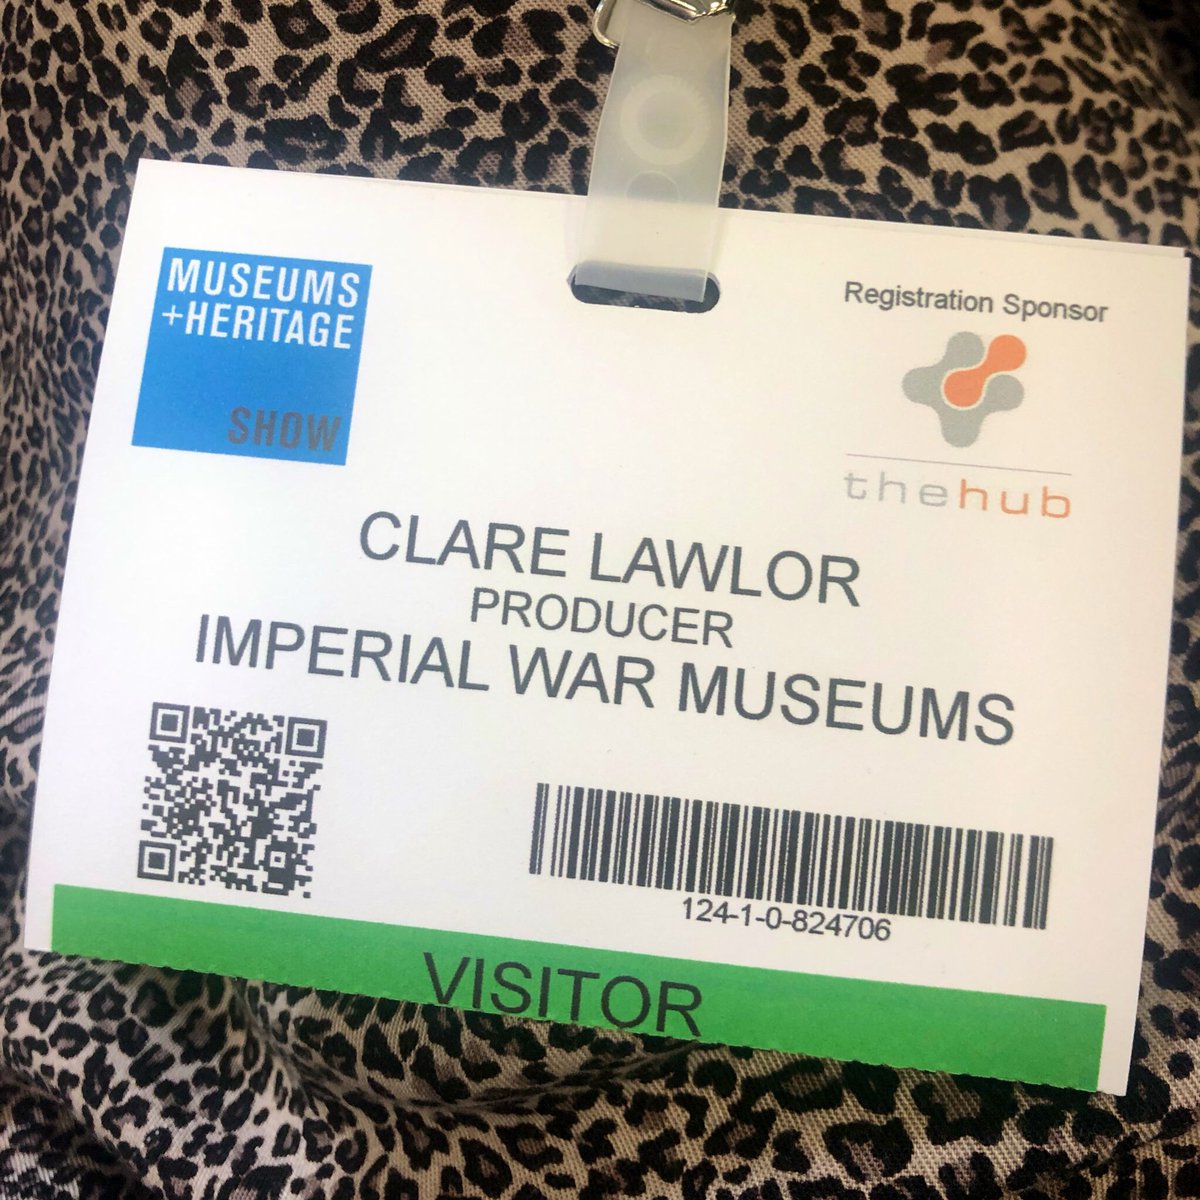 MUSEUMS
+HERITAGE
SHOW
Registration Sponsor
thehub
CLARE LAWLOR
PRODUCER
IMPERIAL WAR MUSEUMS
124-1-0-824706
VISITOR